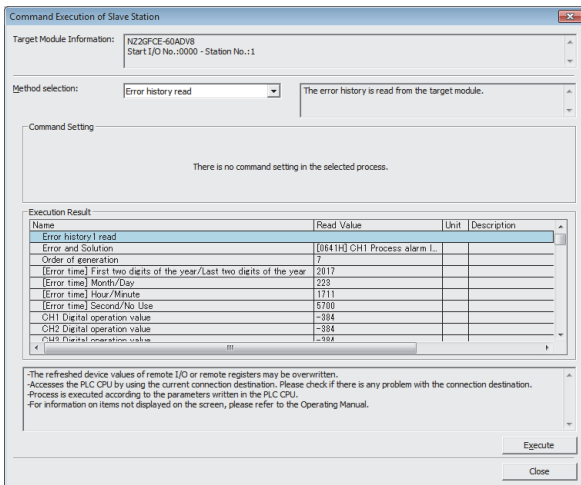 Command Execution of Slave Station
Target Module Information:
NZ2GFCE-60ADV8
Start I/O No.:0000 - Station No.:1
Method selection:
Error history read
The error history is read from the target module.
Command Setting
There is no command setting in the selected process.
Execution Result
Name Read Value Unit Description
Error history1 read
Error and Solution [0641H] CH1 Process alarm l...
Order of generation 7
[Error time] First two digits of the year/Last two digits of the year 2017
[Error time] Month/Day 223
[Error time] Hour/Minute 1711
[Error time] Second/No Use 5700
CH1 Digital operation value -384
CH2 Digital operation value -384
CH3 Digital operation value -384
-The refreshed device values of remote I/O or remote registers may be overwritten.
-Accesses the PLC CPU by using the current connection destination. Please check if there is any problem with the connection destination.
-Process is executed according to the parameters written in the PLC CPU.
-For information on items not displayed on the screen, please refer to the Operating Manual.
Execute
Close